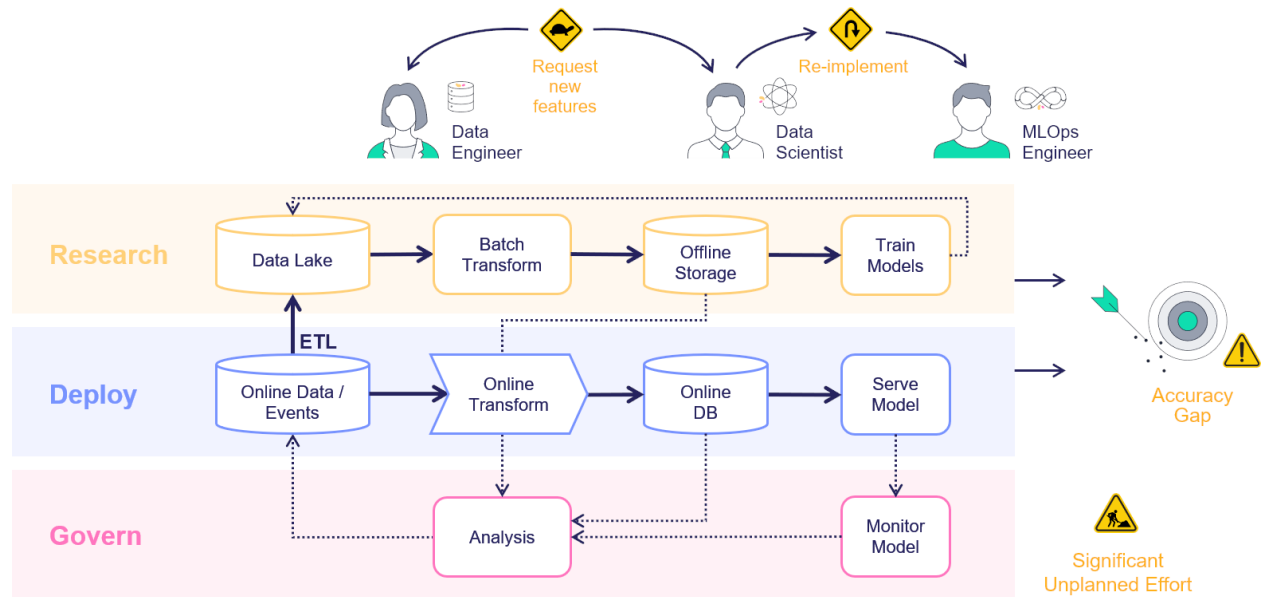 Request
new
features
Re-implement
Data
Engineer
Data
Scientist
MLOps
Engineer
Research
Data Lake
Batch
Transform
Offline
Storage
Train
Models
ETL
Deploy
Online Data /
Events
Online
Transform
Online
DB
Serve
Model
Accuracy
Gap
Govern
Analysis
Monitor
Model
Significant
Unplanned Effort